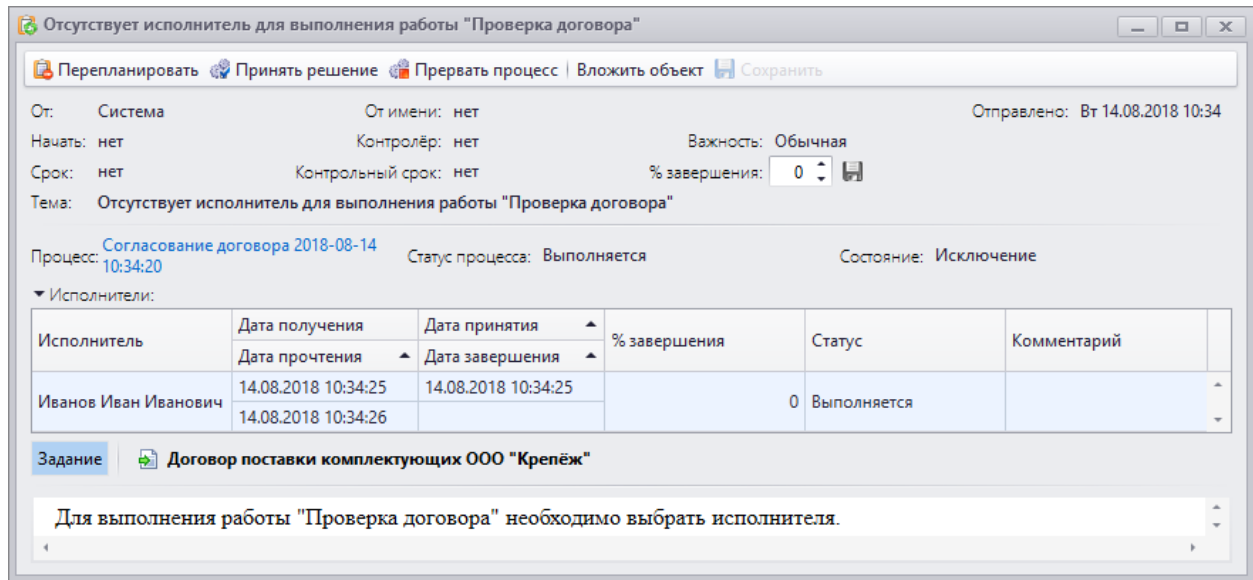 Отсутствует исполнитель для выполнения работы "Проверка договора"
Перепланировать Принять решение Прервать процесс Вложить объект Сохранить
От: Система От имени: нет Отправлено: Вт 14.08.2018 10:34
Начать: нет Контролёр: нет Важность: Обычная
Срок: нет Контрольный срок: нет % завершения: 0
Тема: Отсутствует исполнитель для выполнения работы "Проверка договора"
Процесс: Согласование договора 2018-08-14 Статус процесса: Выполняется Состояние: Исключение
10:34:20
Исполнители:
Исполнитель Дата получения Дата принятия % завершения Статус Комментарий
Дата прочтения Дата завершения
Иванов Иван Иванович 14.08.2018 10:34:25 14.08.2018 10:34:25 0 Выполняется
14.08.2018 10:34:26
Задание Договор поставки комплектующих ООО "Крепёж"
Для выполнения работы "Проверка договора" необходимо выбрать исполнителя.